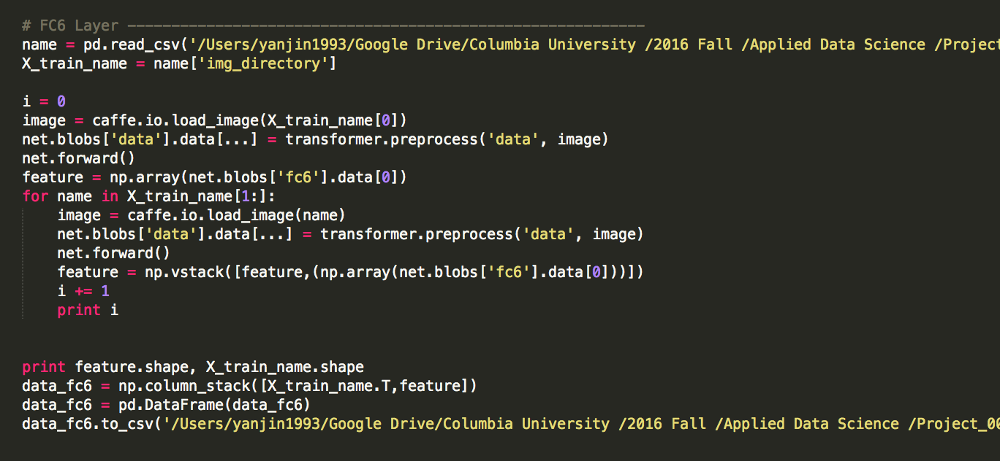 # FC6 Layer -----------------------------------------------------------
name = pd.read_csv('/Users/yanjin1993/Google Drive/Columbia University /2016 Fall /Applied Data Science /Project
X_train_name = name['img_directory']
i = 0
image = caffe.io.load_image(X_train_name[0])
net.blobs['data'].data[...] = transformer.preprocess('data', image)
net.forward()
feature = np.array(net.blobs['fc6'].data[0])
for name in X_train_name[1:]:
    image = caffe.io.load_image(name)
    net.blobs['data'].data[...] = transformer.preprocess('data', image)
    net.forward()
    feature = np.vstack([feature,(np.array(net.blobs['fc6'].data[0]))])
    i += 1
    print i
print feature.shape, X_train_name.shape
data_fc6 = np.column_stack([X_train_name.T,feature])
data_fc6 = pd.DataFrame(data_fc6)
data_fc6.to_csv('/Users/yanjin1993/Google Drive/Columbia University /2016 Fall /Applied Data Science /Project_00